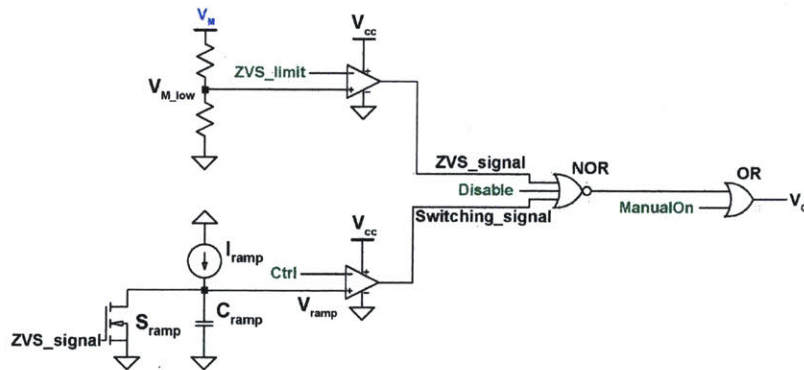 V_M
V_cc
ZVS_limit
V_M_low
ZVS_signal
NOR
OR
Disable
ManualOn
Switching_signal
V_cc
I_ramp
Ctrl
V_ramp
C_ramp
S_ramp
ZVS_signal